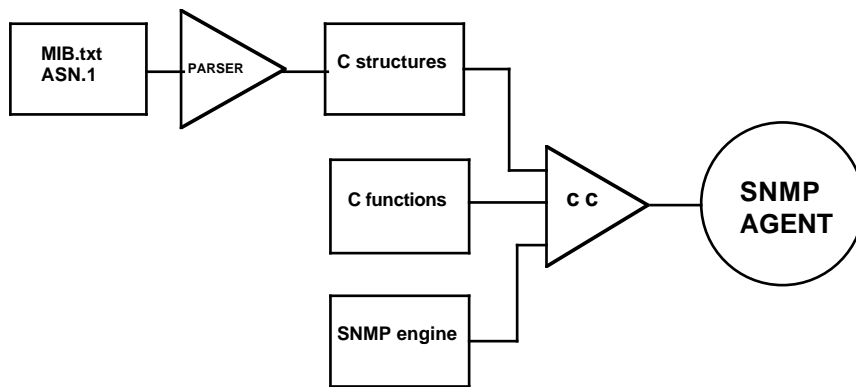 MIB.txt
ASN.1
PARSER
C structures
C functions
c c
SNMP
AGENT
SNMP engine